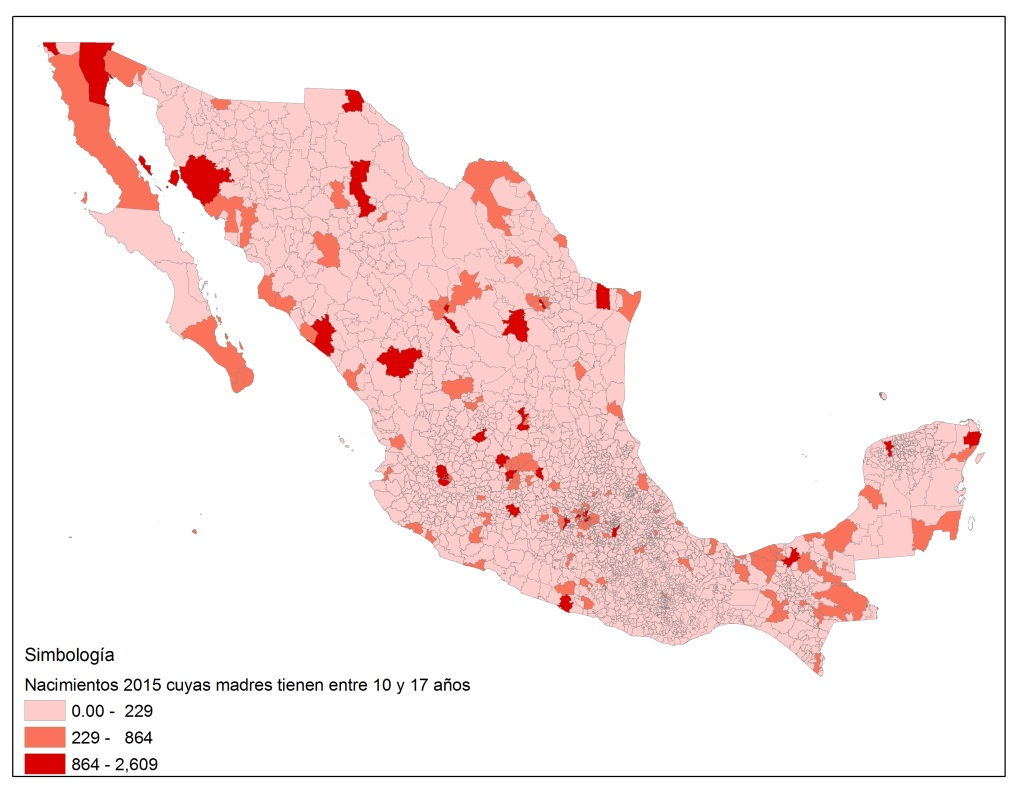 Simbología
Nacimientos 2015 cuyas madres tienen entre 10 y 17 años
0.00 - 229
229 - 864
864 - 2,609